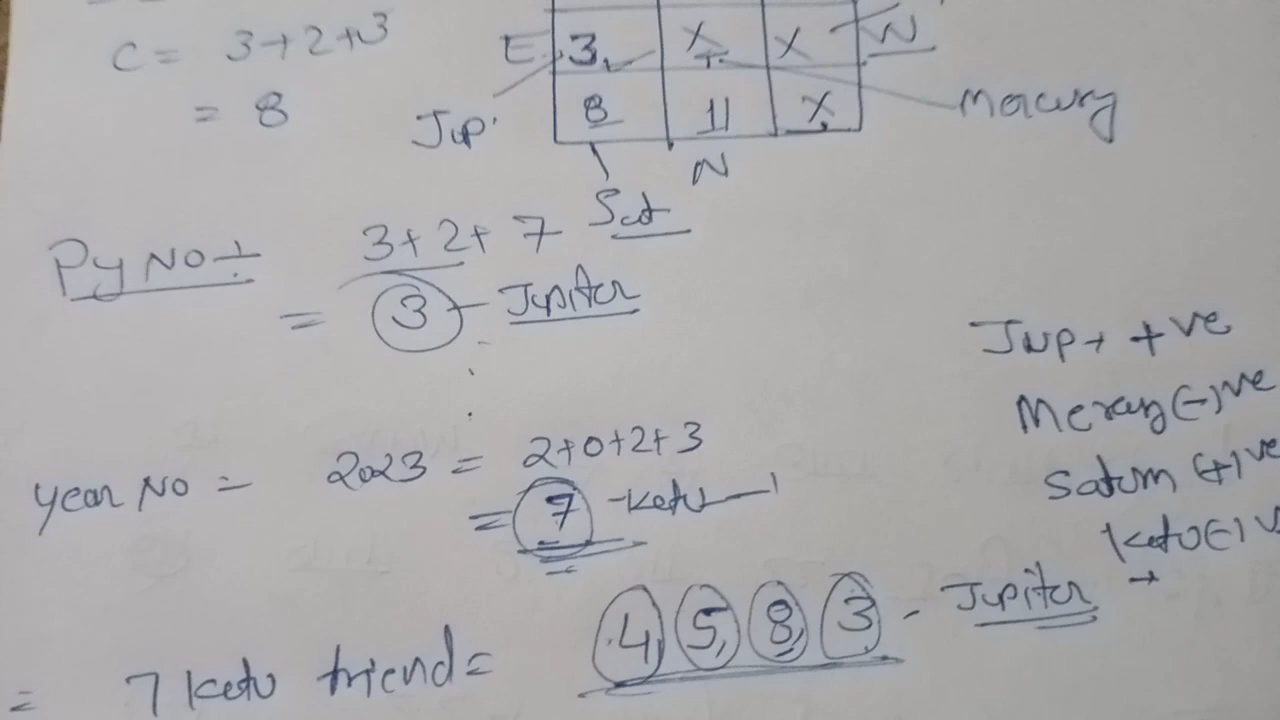 C = 3+2+3
= 8
E 3 X X W
8 11 X
Jup. Mercury
N
Sat
PY NO ÷ 3+2+7
= 3 - Jupiter
Jup + +ve
Mercury (-)ve
Saturn (+)ve
Ketu (-) v
Year NO = 2023 = 2+0+2+3
= 7 - Ketu
= 7 Ketu friend = 4, 5, 8, 3 - Jupiter →